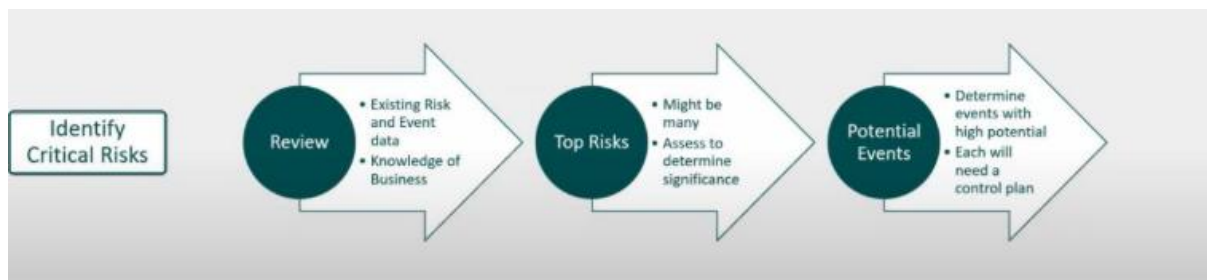 Identify
Critical Risks
Review
• Existing Risk
and Event
data
• Knowledge of
Business
Top Risks
• Might be
many
• Assess to
determine
significance
Potential
Events
• Determine
events with
high potential
• Each will
need a
control plan